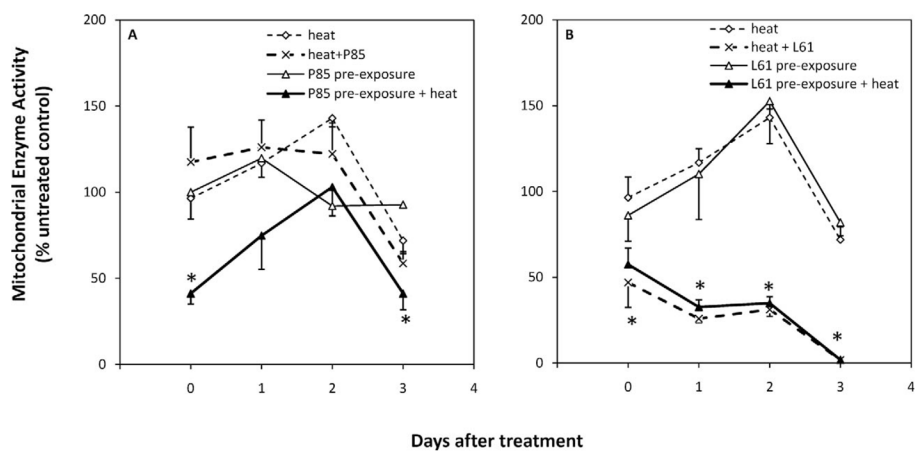 Mitochondrial Enzyme Activity
(% untreated control)
A
heat
heat+P85
P85 pre-exposure
P85 pre-exposure + heat
200
150
100
50
0
*
*
0 1 2 3 4
B
heat
heat + L61
L61 pre-exposure
L61 pre-exposure + heat
200
150
100
50
0
*
*
*
*
0 1 2 3 4
Days after treatment